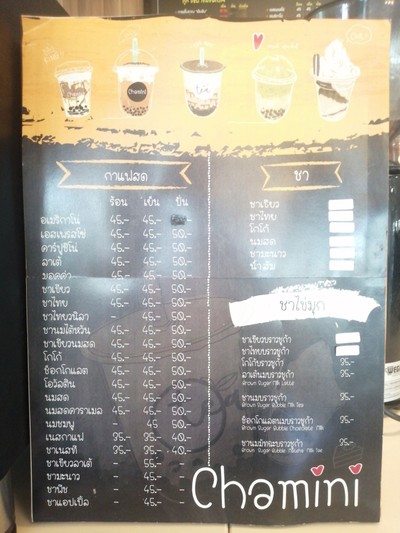 Chamini
กาแฟสด
ร้อน เย็น ปั่น
อเมริกาโน่ 45.- 45.-
เอสเพรสโซ่ 45.- 45.- 50.-
คาปูชิโน่ 45.- 45.- 50.-
ลาเต้ 45.- 45.- 50.-
มอคค่า 45.- 45.- 50.-
ชาเขียว 45.- 45.- 50.-
ชาไทย 45.- 45.- 50.-
ชาไทยวนิลา - 45.- 50.-
ชานมไต้หวัน 45.- 45.- 50.-
ชาเขียวนมสด 45.- 45.- 50.-
โกโก้ 45.- 45.- 50.-
ช็อกโกแลต 45.- 45.- 50.-
โอวัลติน 45.- 45.- 50.-
นมสด 45.- 45.- 50.-
นมสดคาราเมล 45.- 45.- 50.-
นมชมพู - 45 50.-
เนสกาแฟ 35.- 35.- 40.-
ชาเนสที 35.- 35.- 40.-
ชาเขียวลาเต้ - 55.- -
ชามะนาว - 45.- -
ชาพีช - 45.- -
ชาแอปเปิ้ล - 45.- -
ชา
ชาเขียว
ชาไทย
โกโก้
นมสด
ชามะนาว
น้ำส้ม
ชาไข่มุก
ชาเขียวบราวชูก้า
ชาไทยบราวชูก้า
โกโก้บราวชูก้า 35.-
ลาเต้นมบราวชูก้า 35.-
Brown Sugar Milk Latte
ชานมบราวชูก้า 35.-
Brown Sugar Bubble Milk Tea
ช็อกโกแลตนมบราวชูก้า 35.-
Brown Sugar Bubble Chocolate Milk
ชานมมัทฉะบราวชูก้า 35.-
Brown Sugar Bubble Matcha Milk Tea
Chamini